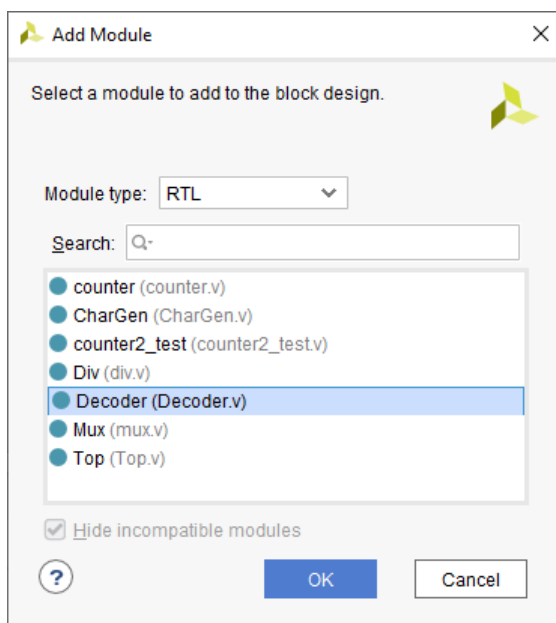 Add Module
Select a module to add to the block design.
Module type: RTL
Search:
counter (counter.v)
CharGen (CharGen.v)
counter2_test (counter2_test.v)
Div (div.v)
Decoder (Decoder.v)
Mux (mux.v)
Top (Top.v)
Hide incompatible modules
? OK Cancel